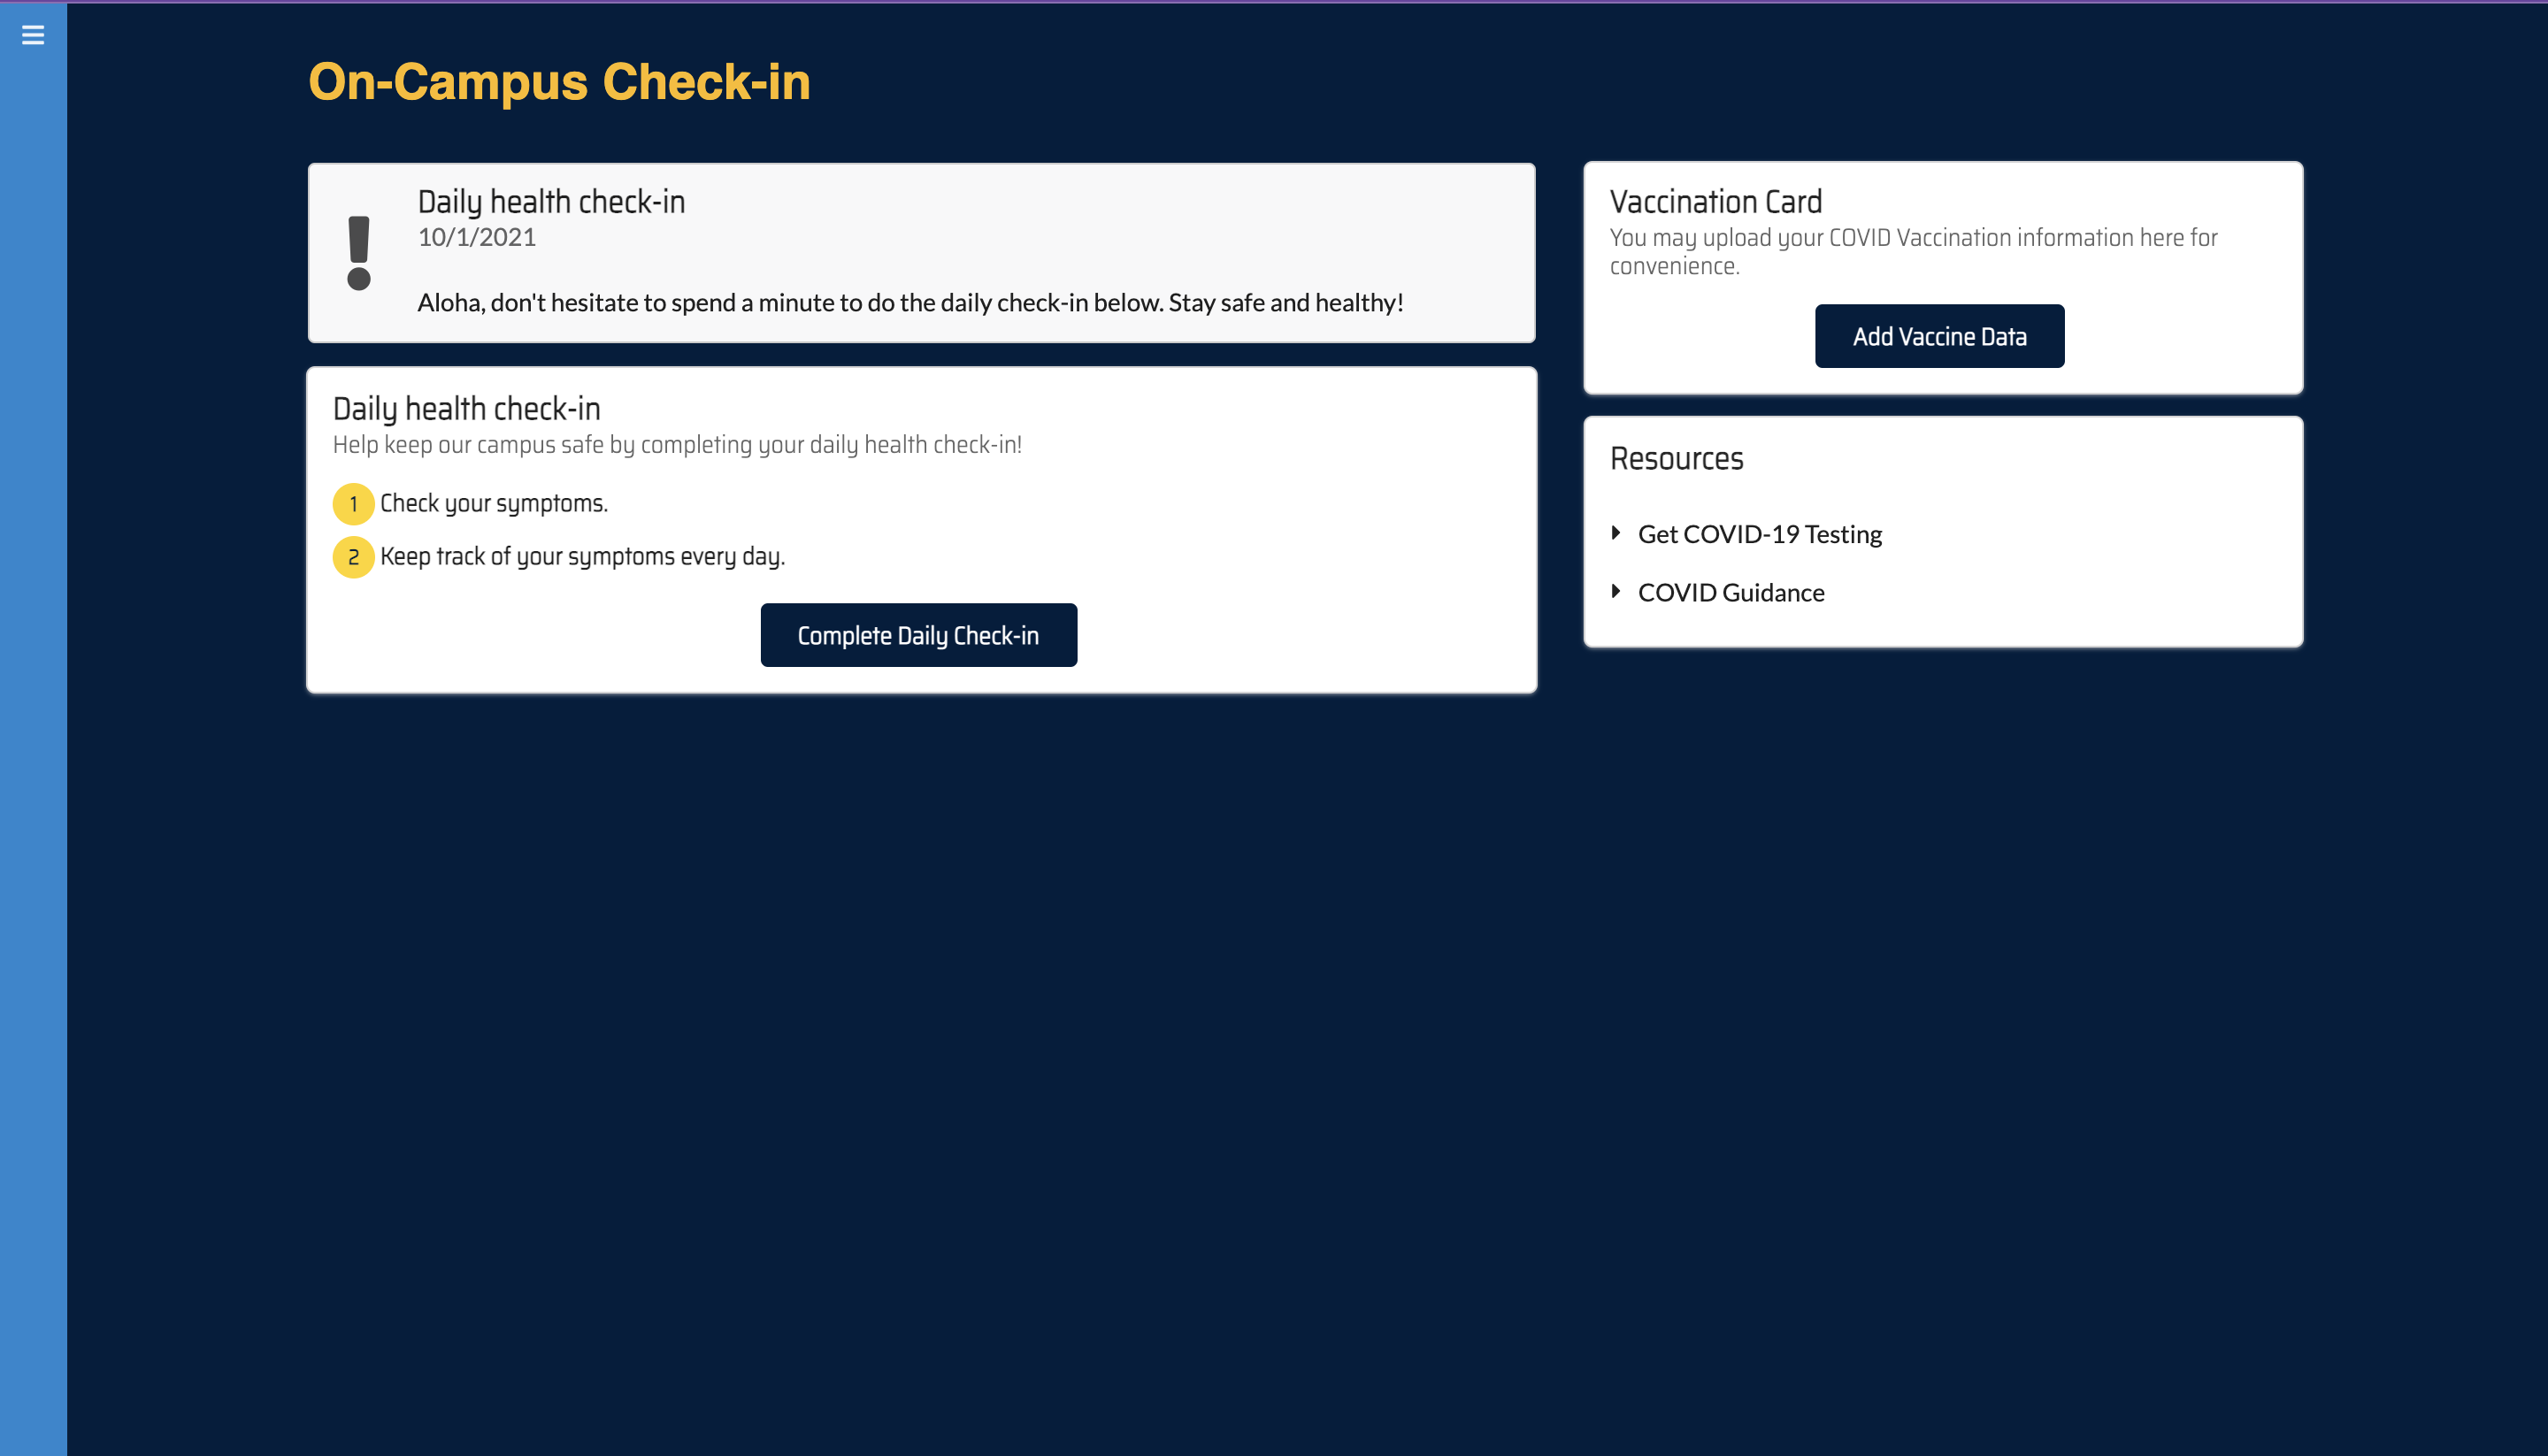 On-Campus Check-in
Daily health check-in
10/1/2021
Aloha, don't hesitate to spend a minute to do the daily check-in below. Stay safe and healthy!
Daily health check-in
Help keep our campus safe by completing your daily health check-in!
1 Check your symptoms.
2 Keep track of your symptoms every day.
Complete Daily Check-in
Vaccination Card
You may upload your COVID Vaccination information here for
convenience.
Add Vaccine Data
Resources
Get COVID-19 Testing
COVID Guidance